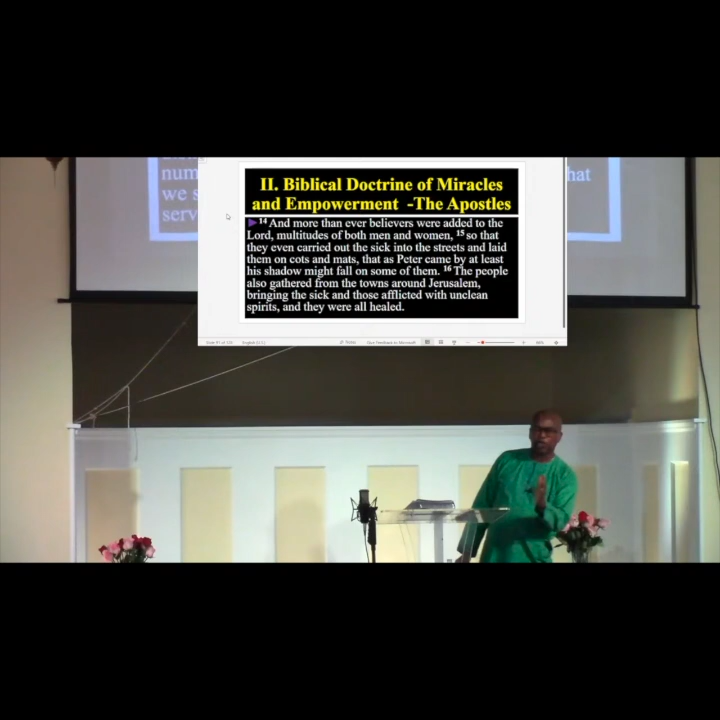 num
we s
serv
hat
II. Biblical Doctrine of Miracles
and Empowerment -The Apostles
14 And more than ever believers were added to the
Lord, multitudes of both men and women, 15 so that
they even carried out the sick into the streets and laid
them on cots and mats, that as Peter came by at least
his shadow might fall on some of them. 16 The people
also gathered from the towns around Jerusalem,
bringing the sick and those afflicted with unclean
spirits, and they were all healed.